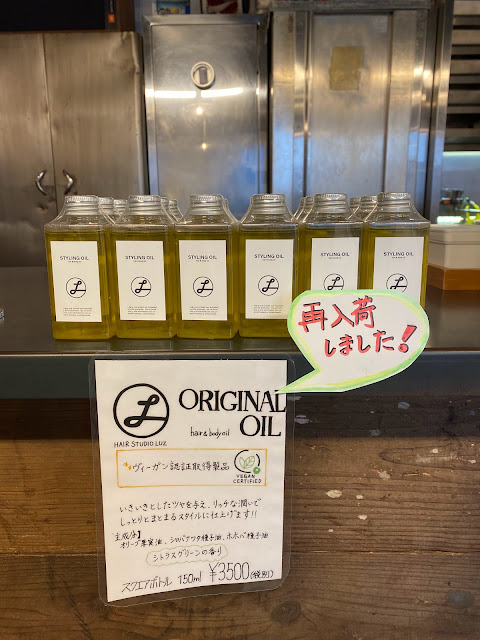 STYLING OIL
STYLING OIL
STYLING OIL
STYLING OIL
STYLING OIL
STYLING OIL
再入荷
しました!
ORIGINAL
OIL
hair & body oil
HAIR STUDIO LUZ
ヴィーガン認証取得製品
VEGAN
CERTIFIED
いきいきとしたツヤを与え、リッチな潤いで
しっとりとまとまるスタイルに仕上げます!!
【主成分】
オリーブ果実油、シロバナワタ種子油、ホホバ種子油
シトラスグリーンの香り
スクエアボトル 150ml ¥3500(税別)